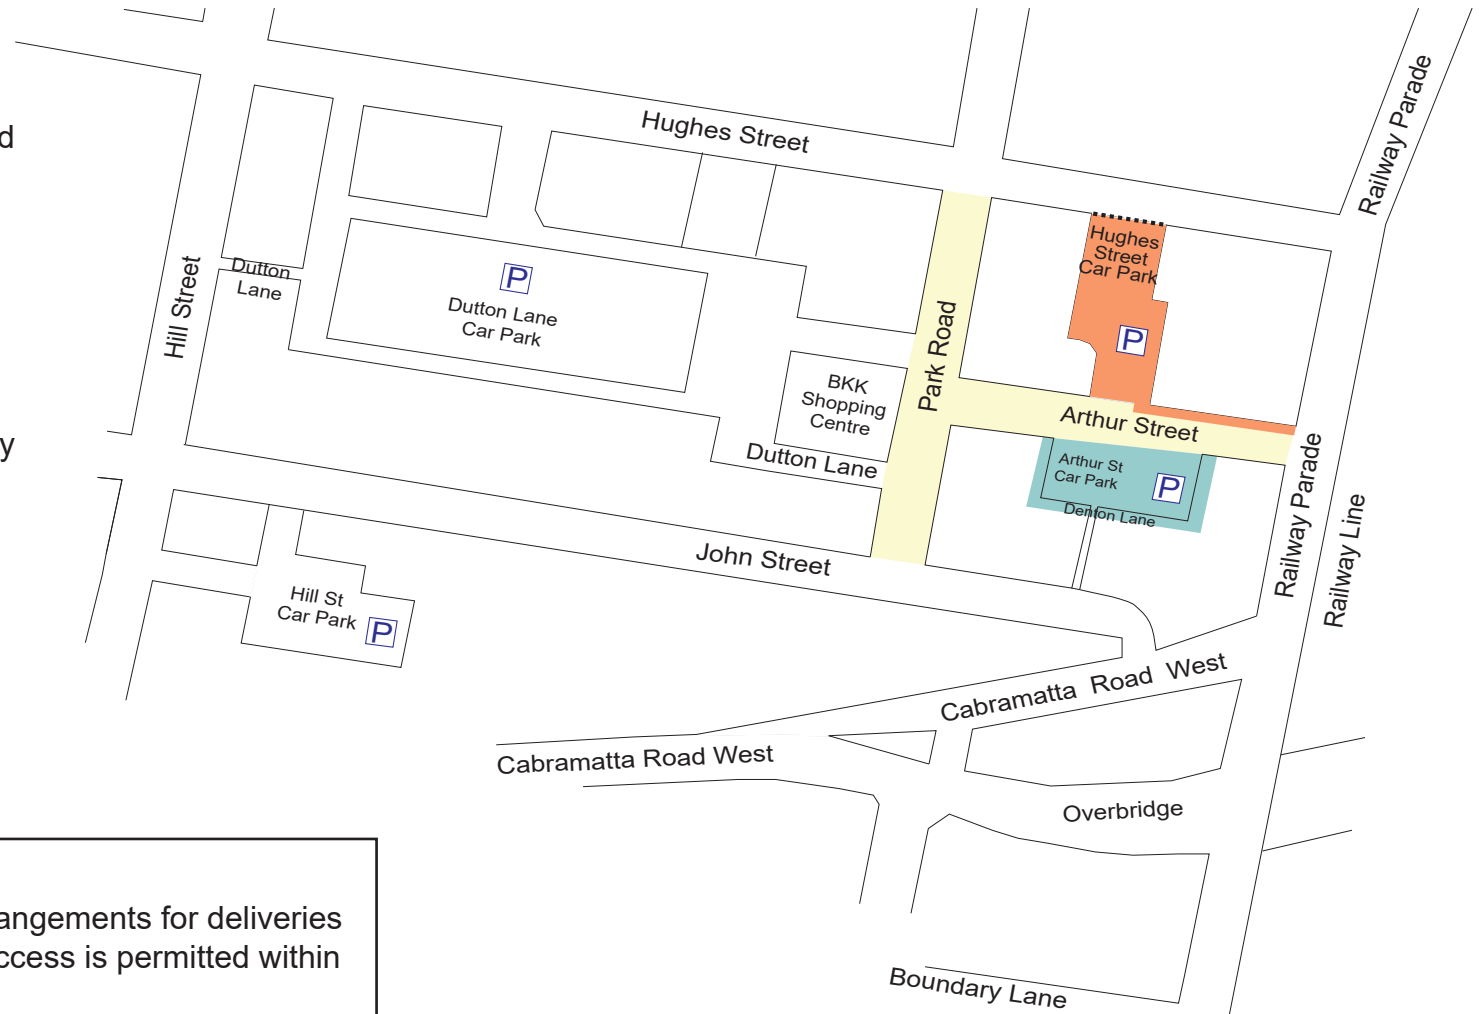 d
y
Hughes Street
Railway Parade
Hill Street
Dutton
Lane
P
Dutton Lane
Car Park
Hughes
Street
Car Park
P
Park Road
BKK
Shopping
Centre
Arthur Street
Dutton Lane
Arthur St
Car Park
P
Denton Lane
Railway Parade
Railway Line
John Street
Hill St
Car Park
P
Cabramatta Road West
Cabramatta Road West
Overbridge
Boundary Lane
angements for deliveries
ccess is permitted within